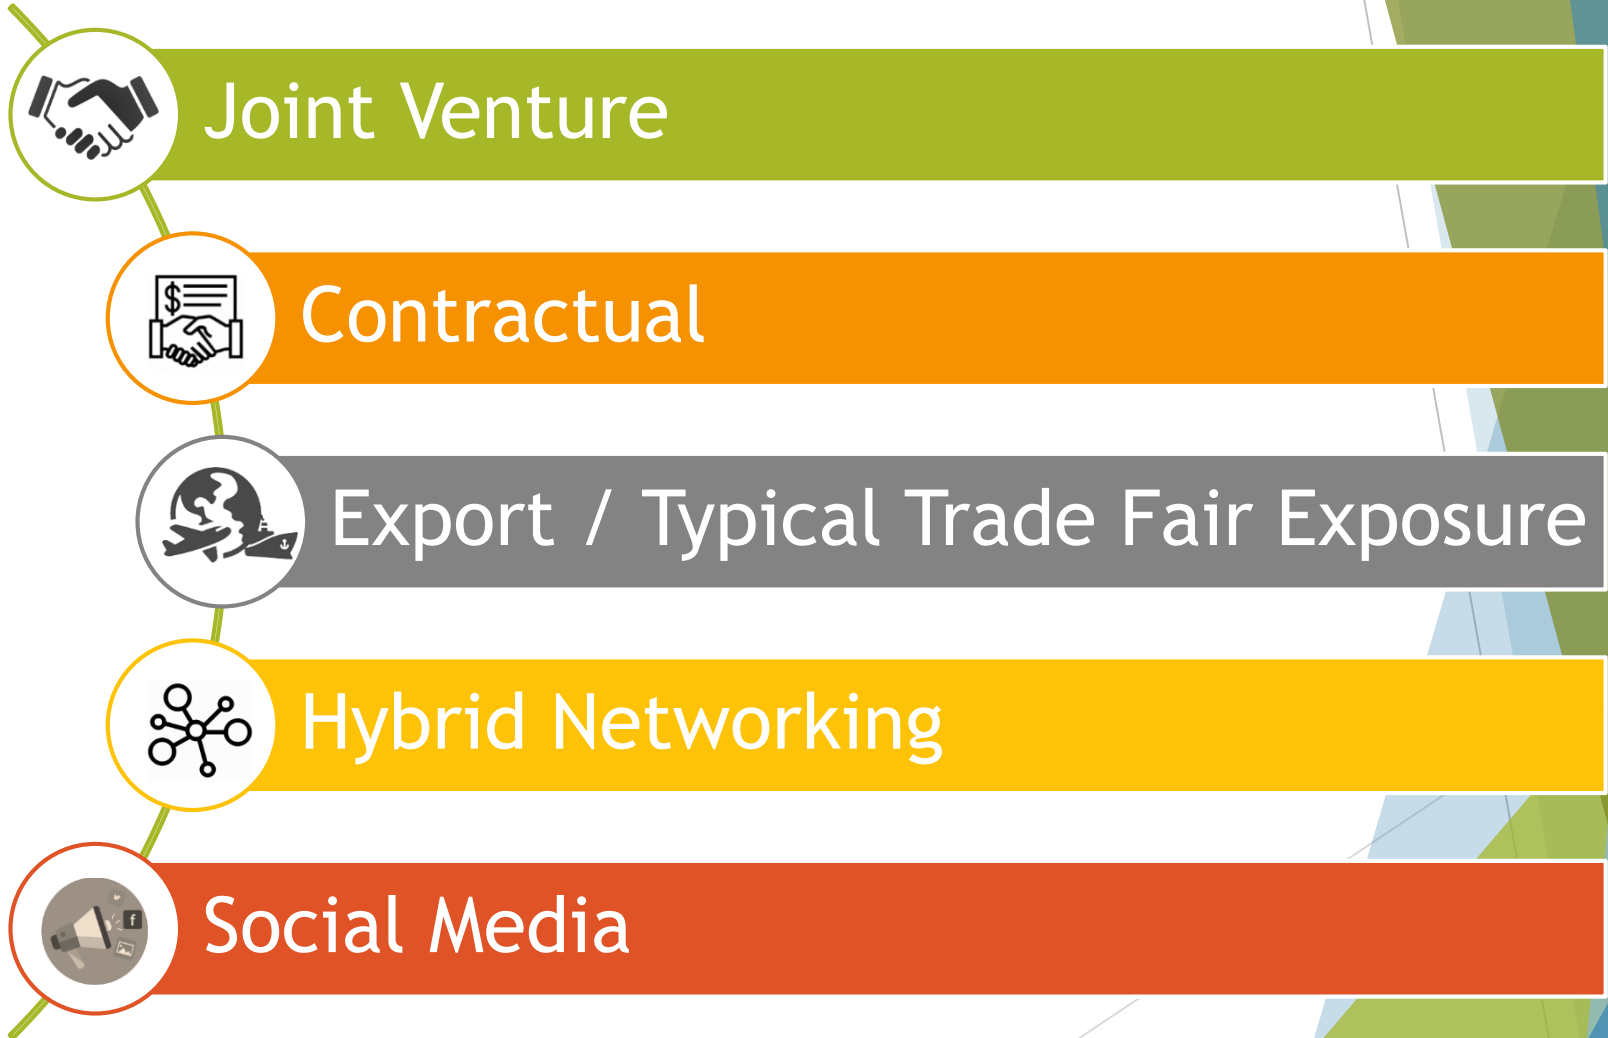 Joint Venture
$
Contractual
Export / Typical Trade Fair Exposure
Hybrid Networking
f
Social Media